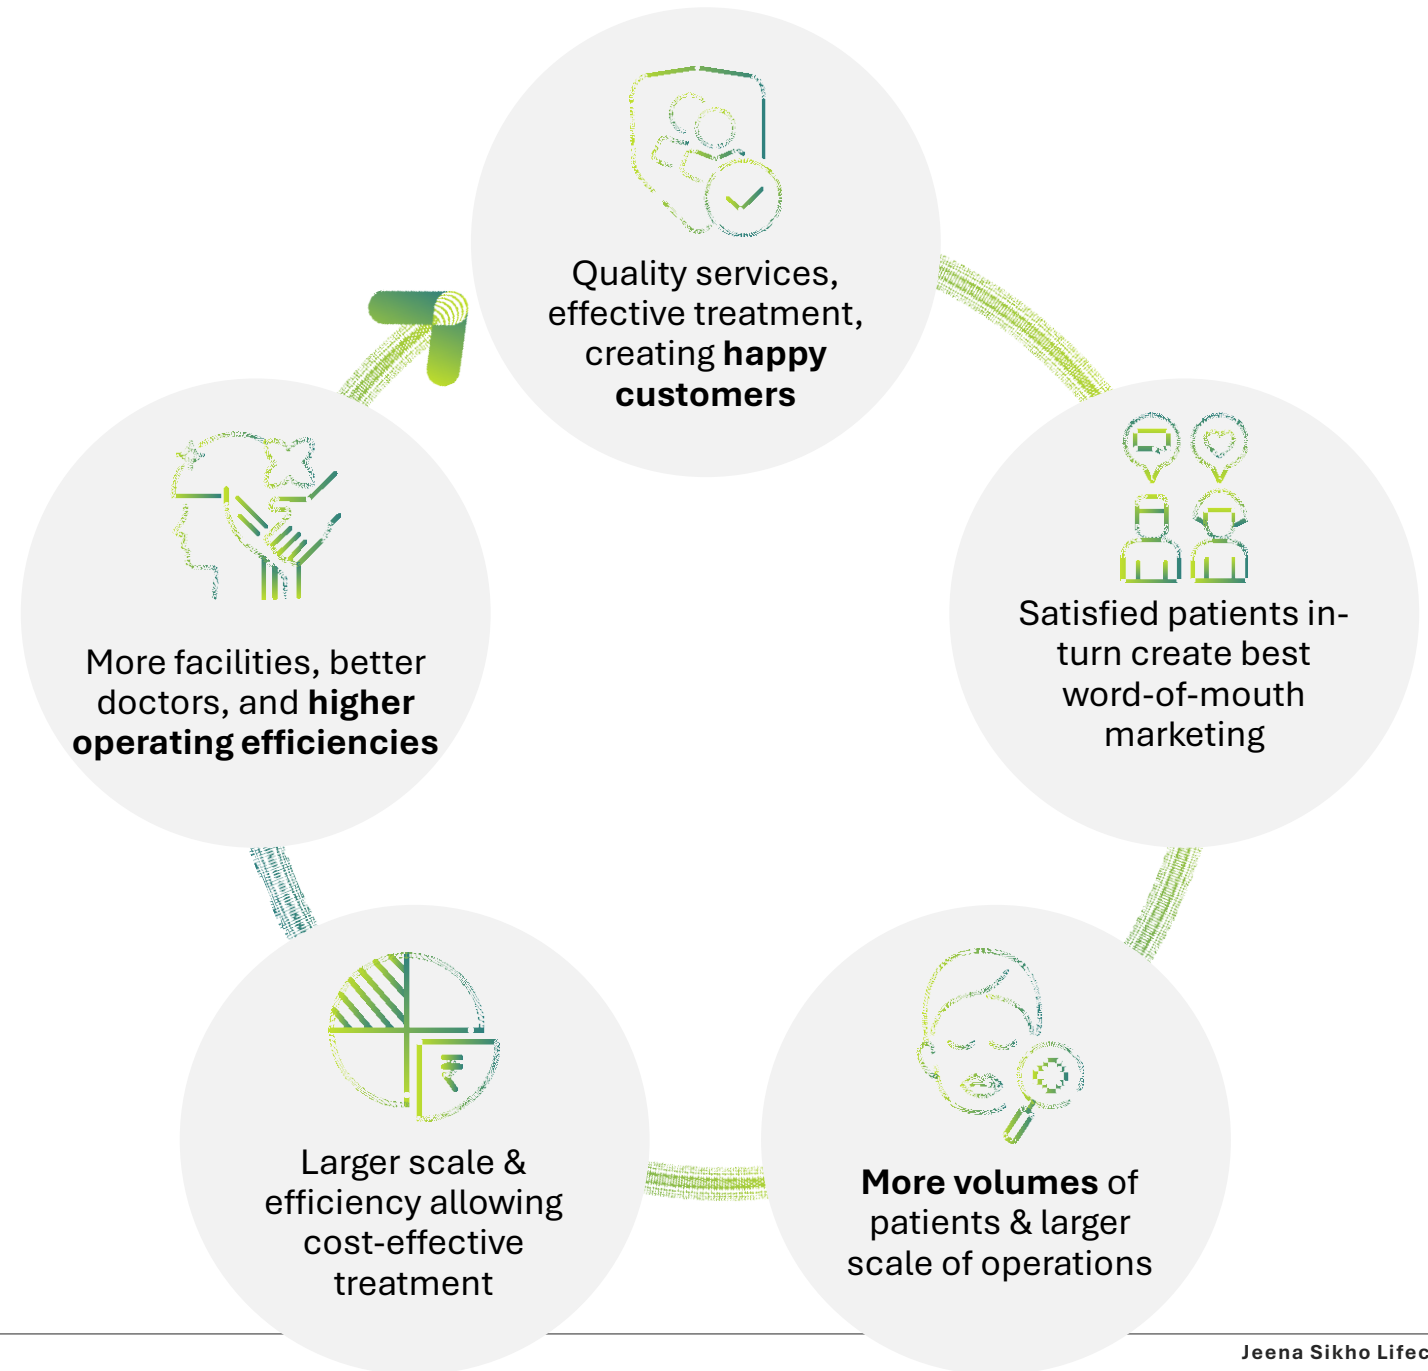 Quality services,
effective treatment,
creating happy
customers
Satisfied patients in-
turn create best
word-of-mouth
marketing
More volumes of
patients & larger
scale of operations
Larger scale &
efficiency allowing
cost-effective
treatment
₹
More facilities, better
doctors, and higher
operating efficiencies
Jeena Sikho